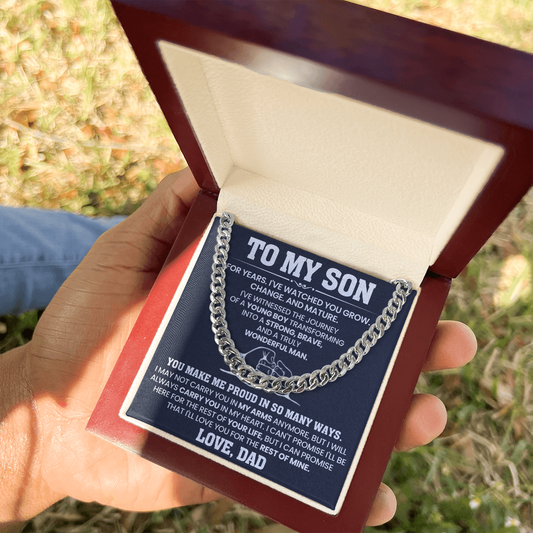 TO MY SON
FOR YEARS, I'VE WATCHED YOU GROW,
CHANGE AND MATURE.
I'VE WITNESSED THE JOURNEY
OF A YOUNG BOY TRANSFORMING
INTO A STRONG, BRAVE,
AND A TRULY
WONDERFUL MAN.
YOU MAKE ME PROUD IN SO MANY WAYS.
I MAY NOT CARRY YOU IN MY ARMS ANYMORE, BUT I WILL
ALWAYS CARRY YOU IN MY HEART. I CAN'T PROMISE I'LL BE
HERE FOR THE REST OF YOUR LIFE, BUT I CAN PROMISE
THAT I'LL LOVE YOU FOR THE REST OF MINE.
LOVE, DAD